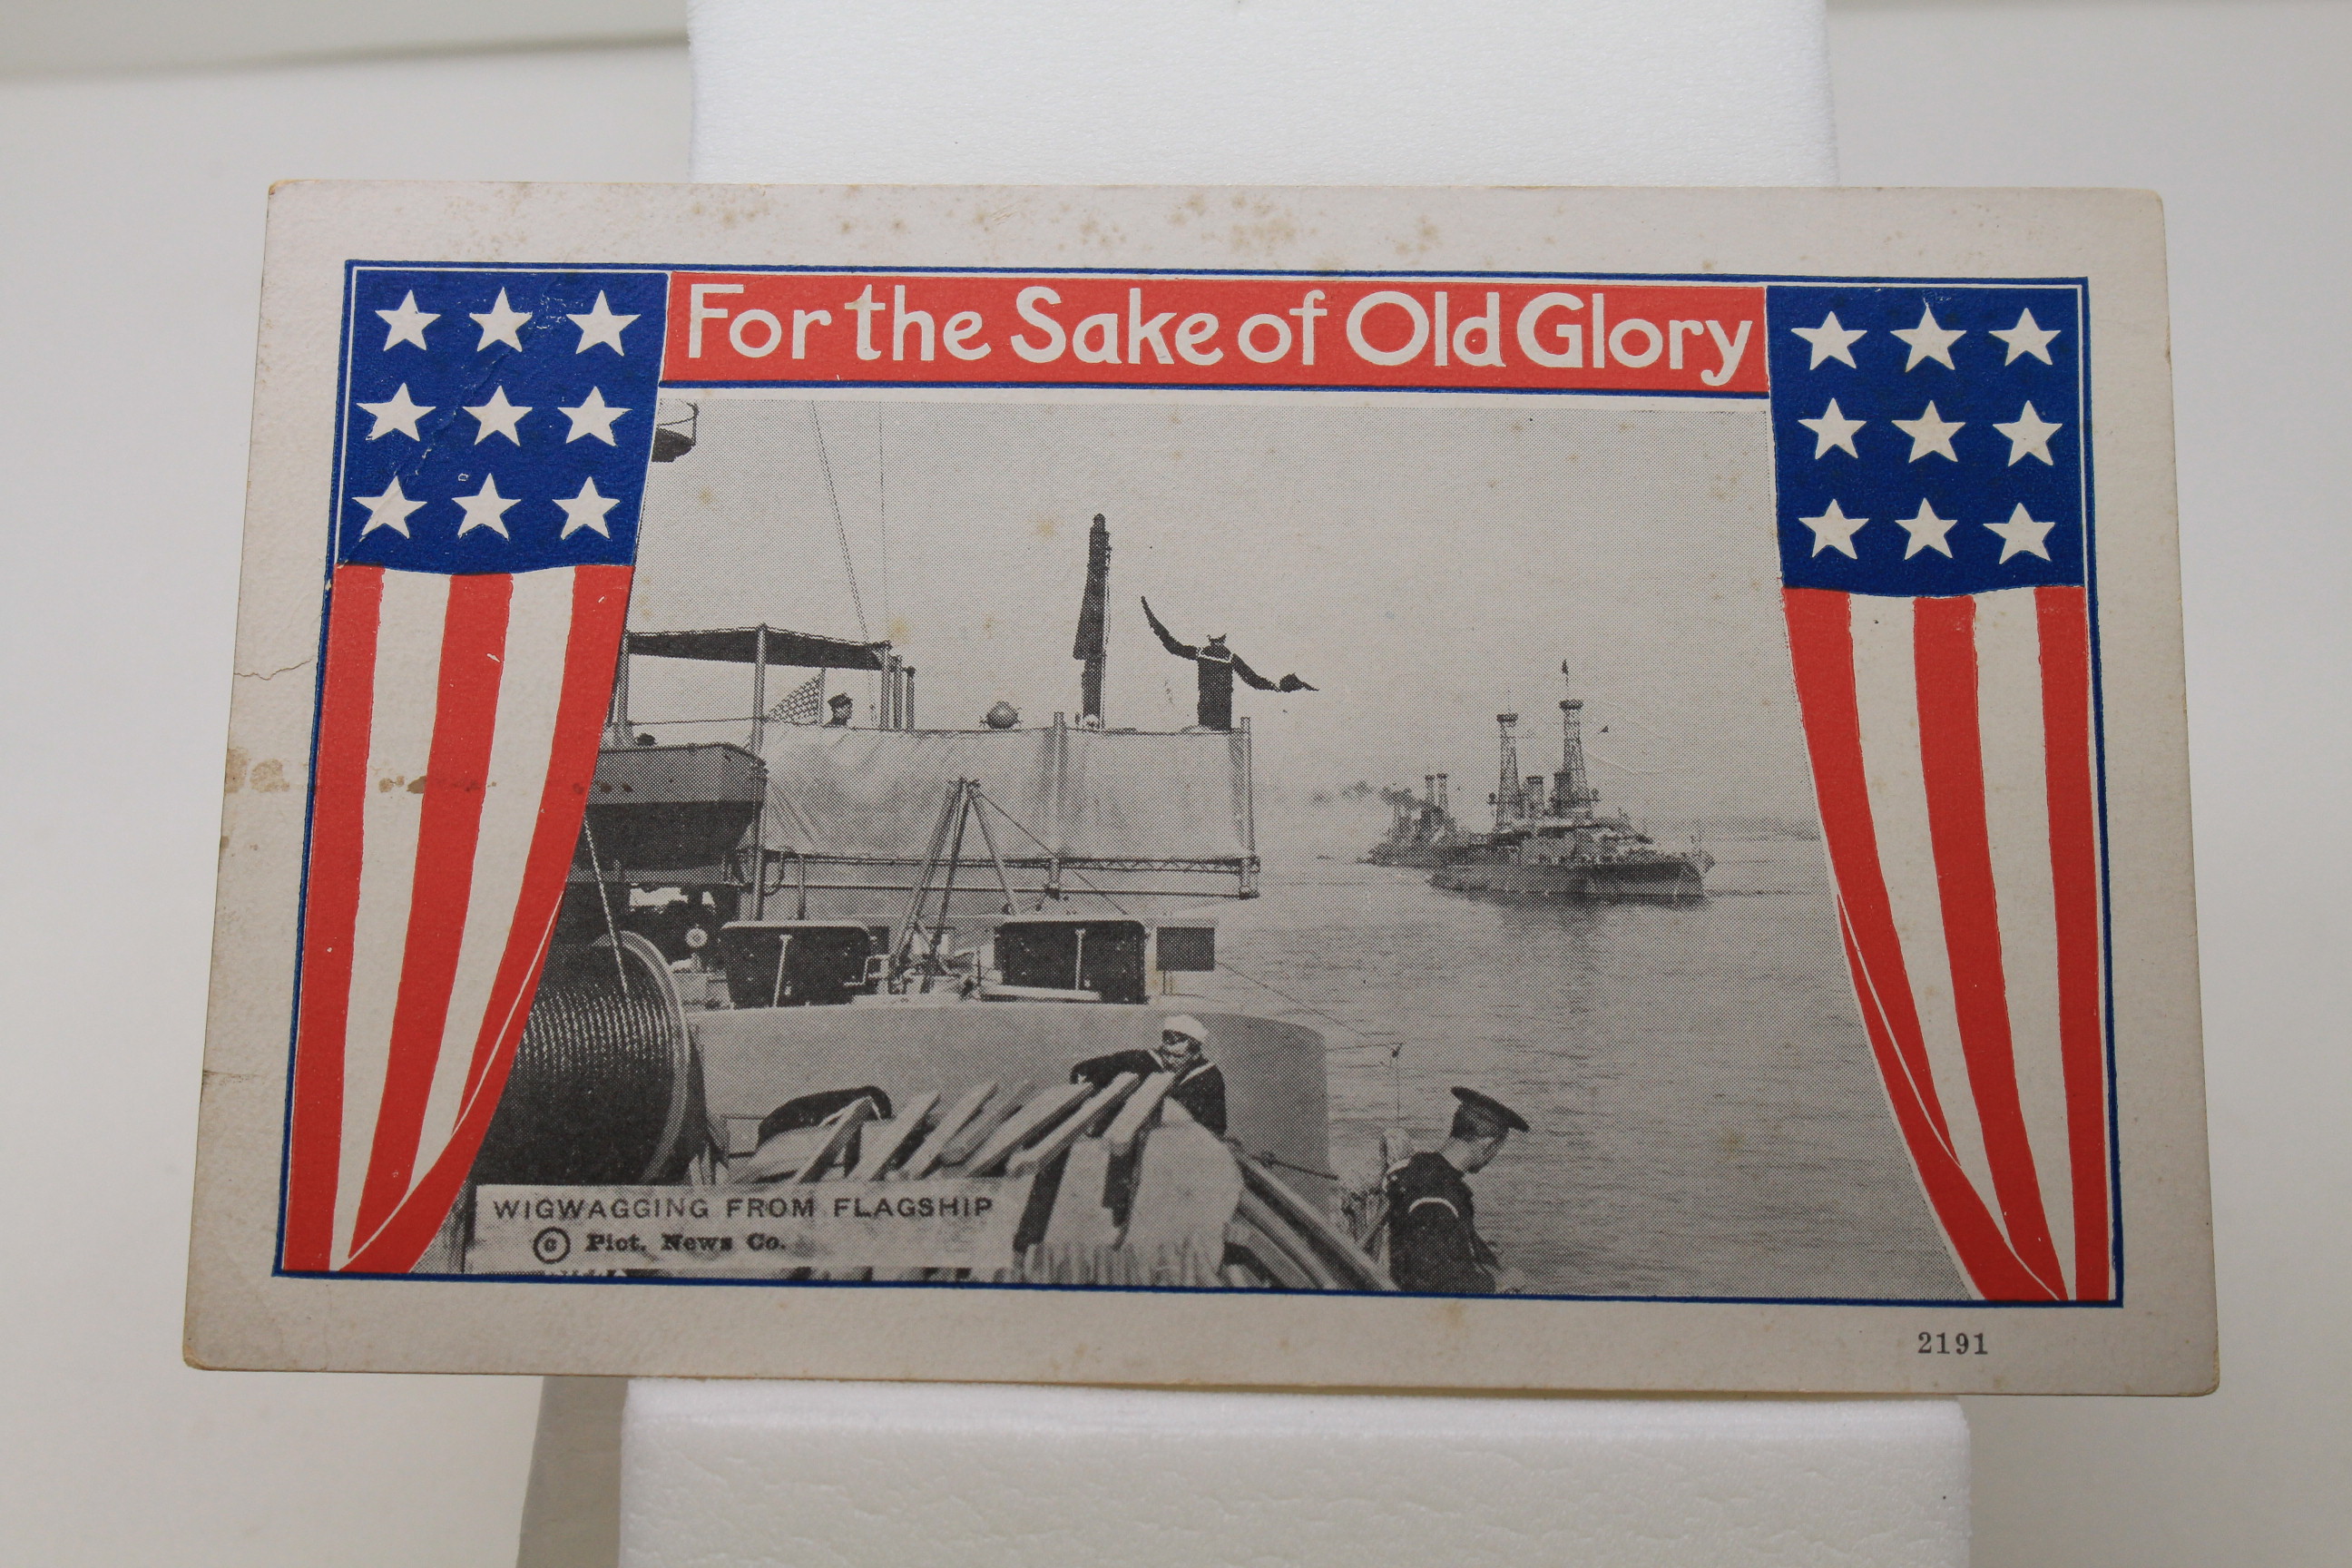 For the Sake of Old Glory
WIGWAGGING FROM FLAGSHIP
© Pict. News Co.
2191